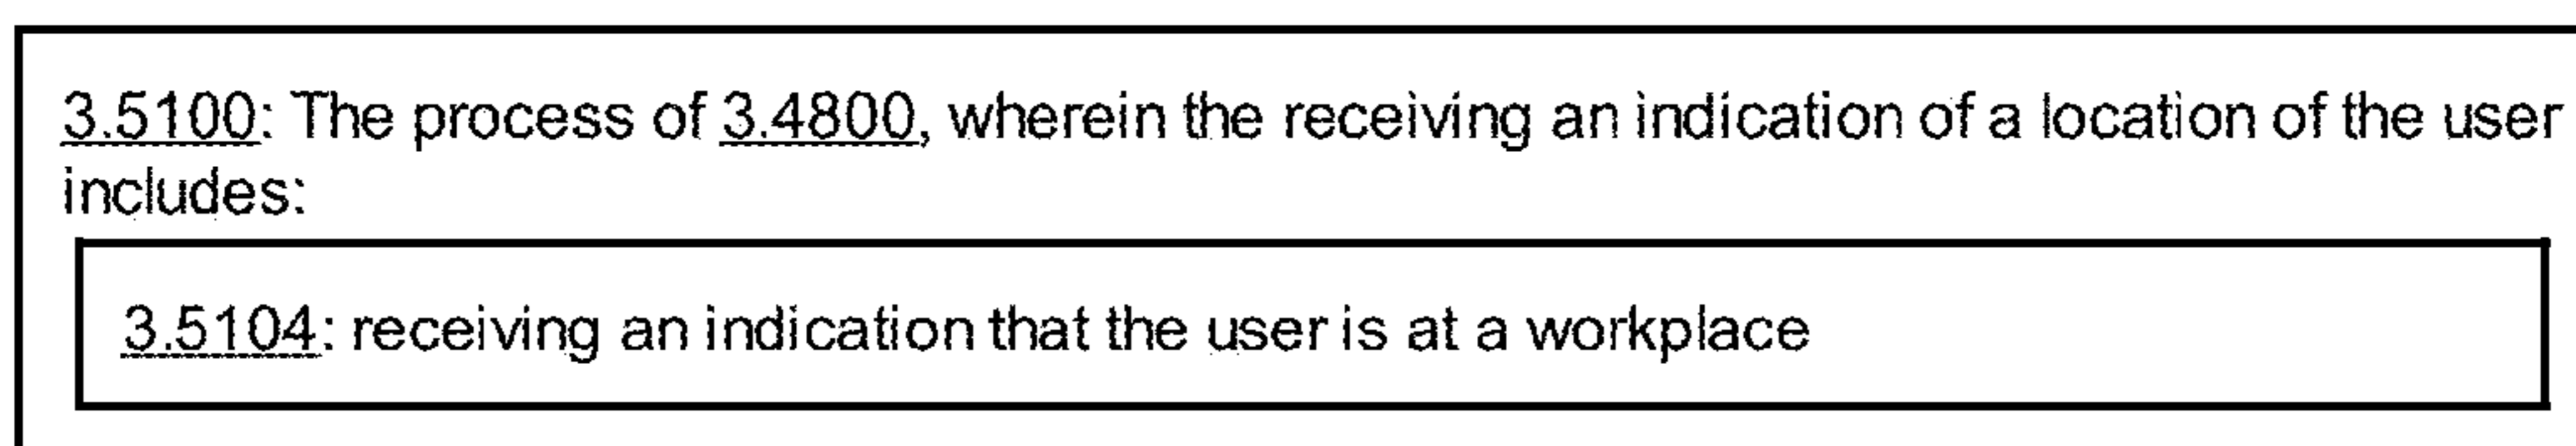 3.5100: The process of 3.4800, wherein the receiving an indication of a location of the user
includes:
3.5104: receiving an indication that the user is at a workplace